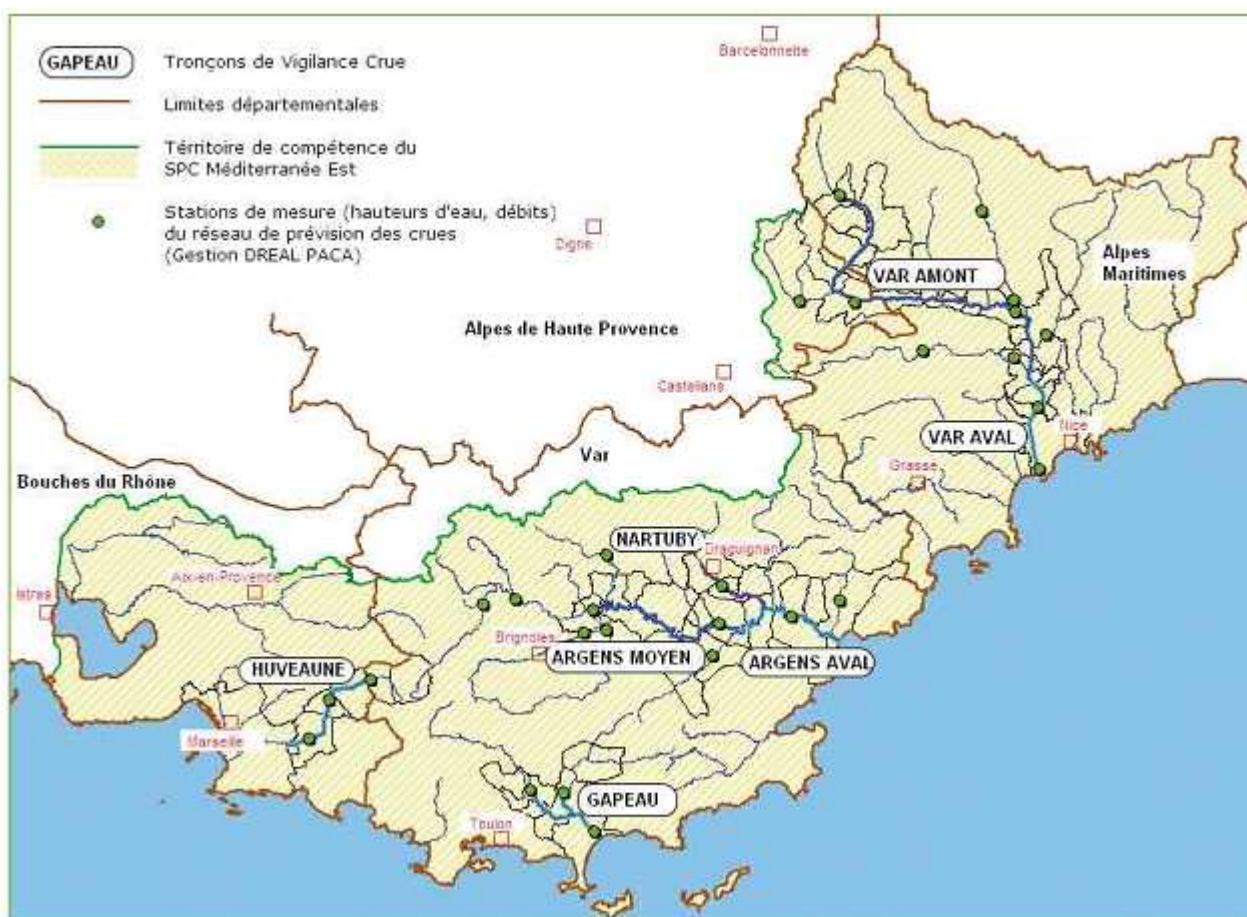 GAPEAU
Tronçons de Vigilance Crue
Limites départementales
Térritoire de compétence du
SPC Méditerranée Est
Stations de mesure (hauteurs d'eau, débits)
du réseau de prévision des crues
(Gestion DREAL PACA)
Barcelonnette
Digne
Alpes
Maritimes
VAR AMONT
Alpes de Haute Provence
Castellane
VAR AVAL
Nice
Var
Grasse
Bouches du Rhône
NARTUBY
Draguignan
Aix-en-Provence
Istres
Brignoles
ARGENS MOYEN
ARGENS AVAL
HUVEAUNE
Marseille
GAPEAU
Toulon